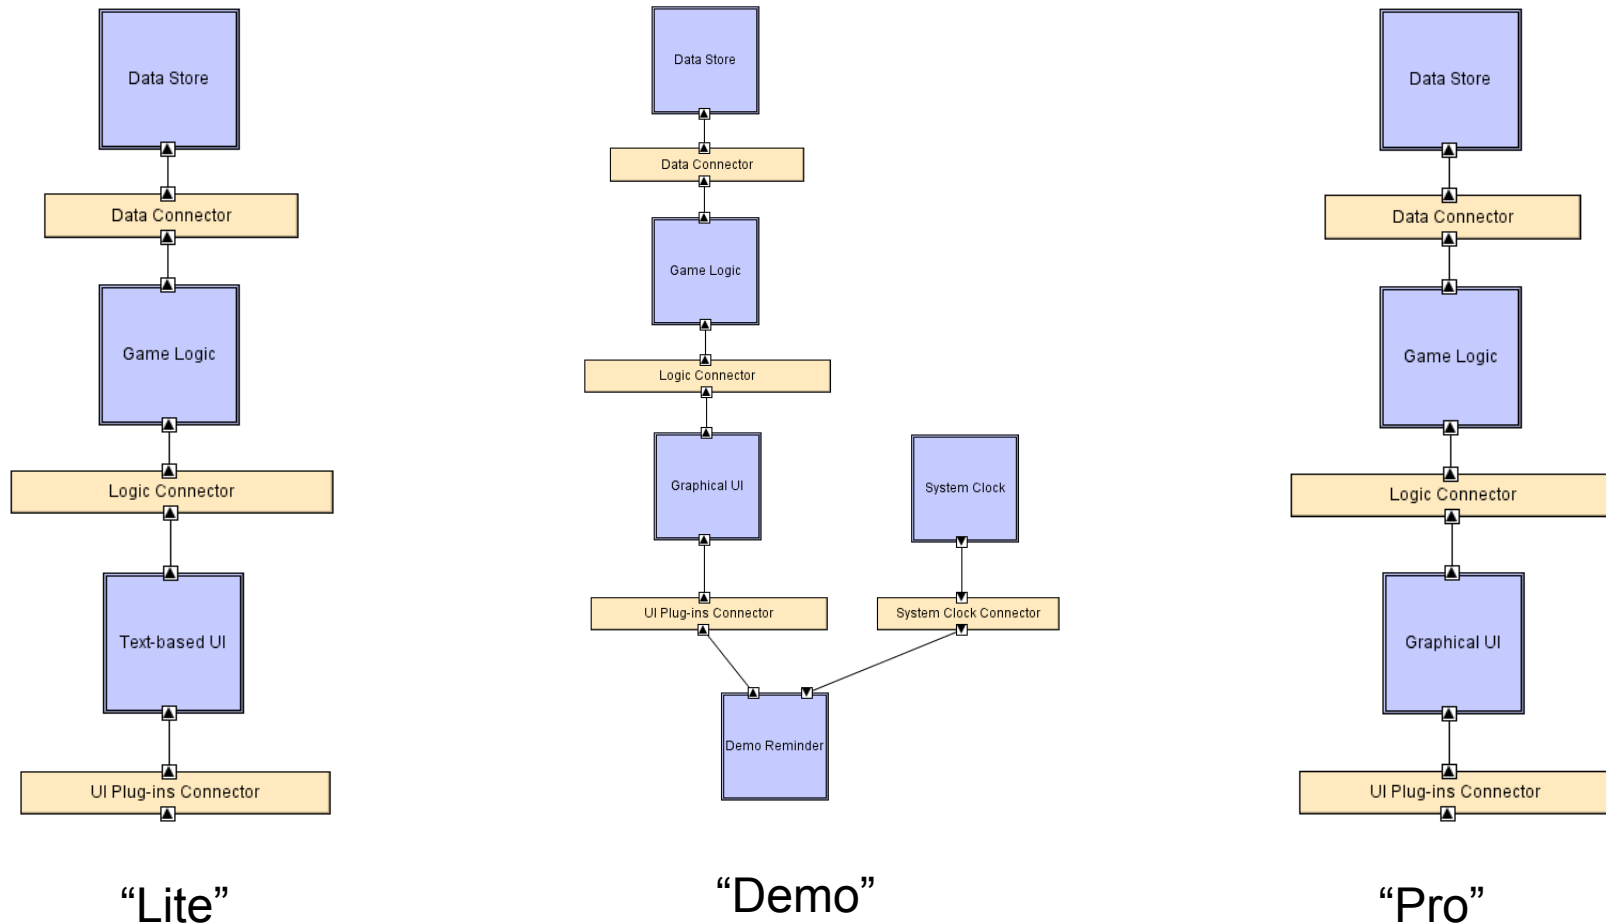 Data Store
Data Connector
Game Logic
Logic Connector
Text-based UI
UI Plug-ins Connector
“Lite”
Data Store
Data Connector
Game Logic
Logic Connector
Graphical UI
System Clock
UI Plug-ins Connector
System Clock Connector
Demo Reminder
“Demo”
Data Store
Data Connector
Game Logic
Logic Connector
Graphical UI
UI Plug-ins Connector
“Pro”